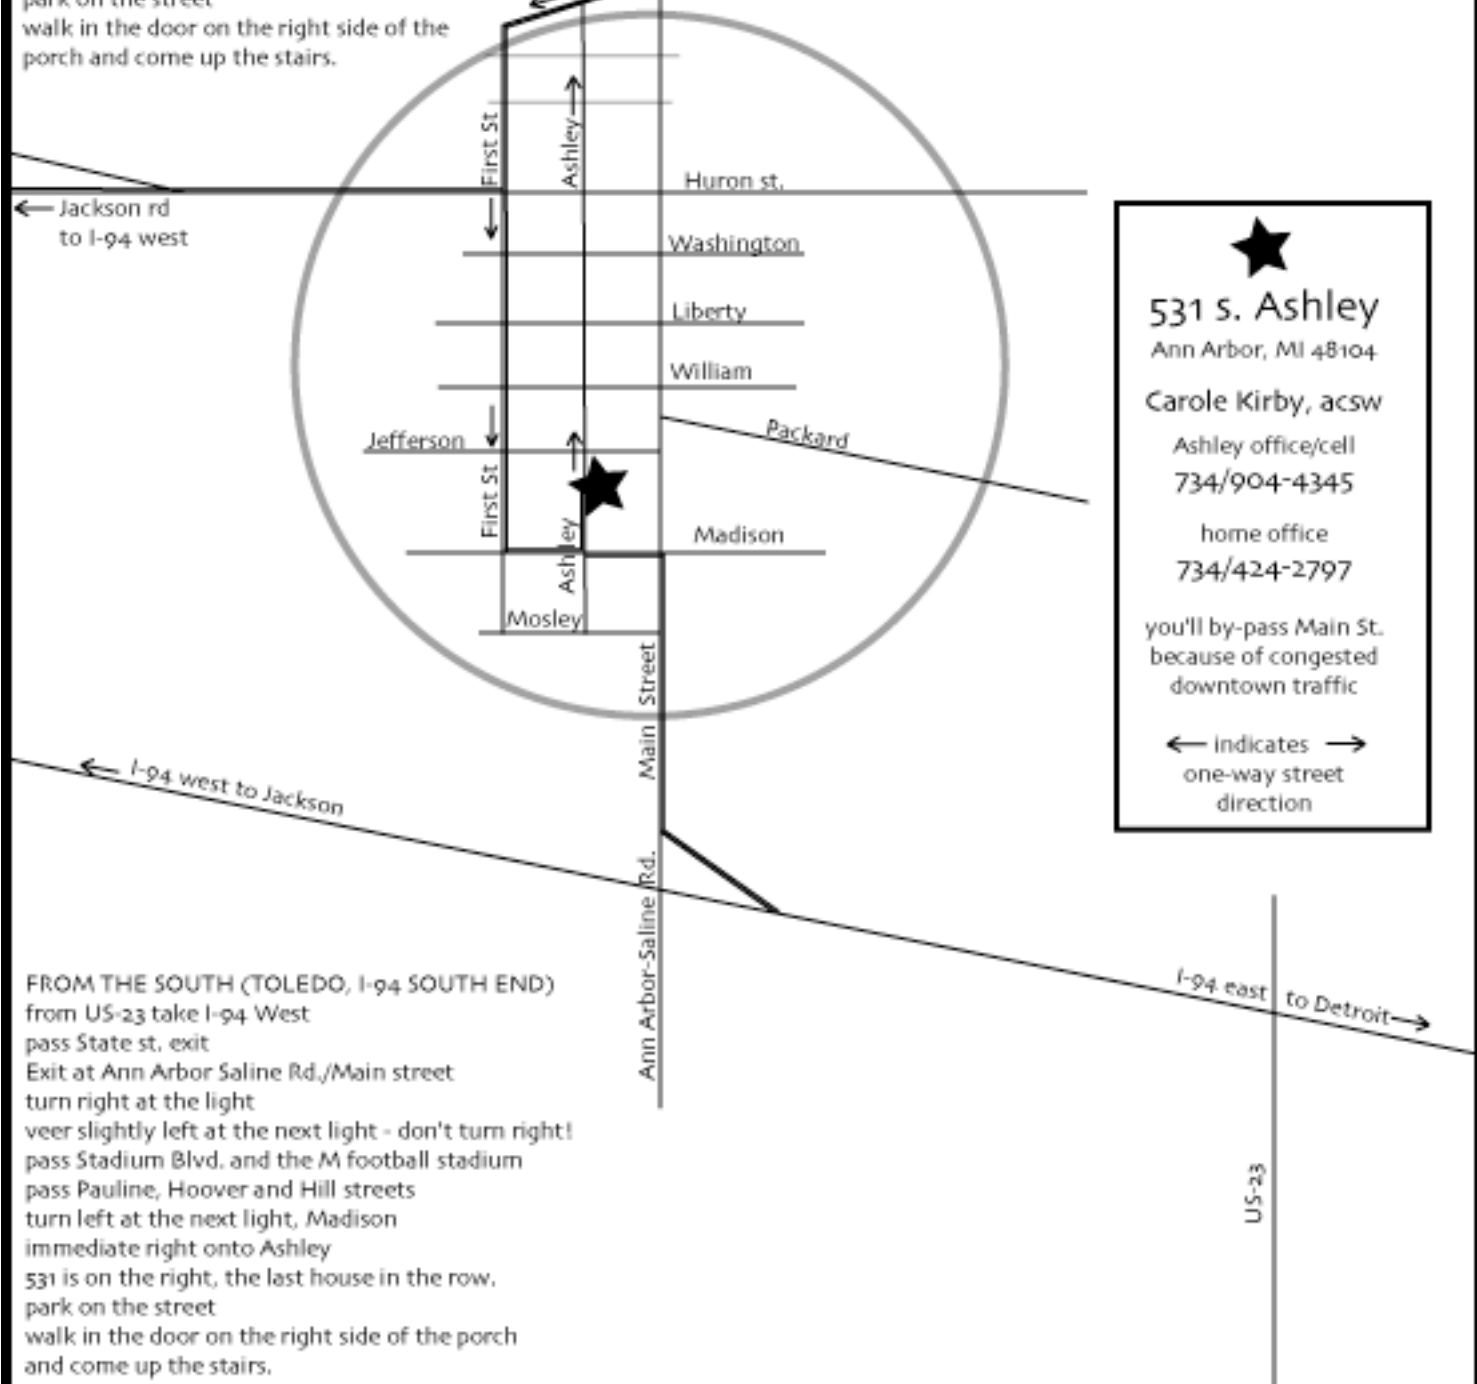 park on the street
walk in the door on the right side of the
porch and come up the stairs.
First St
Ashley
Huron st.
Jackson rd
to I-94 west
Washington
Liberty
William
Packard
Jefferson
First St
Ashley
Madison
Mosley
Main Street
531 s. Ashley
Ann Arbor, MI 48104
Carole Kirby, acsw
Ashley office/cell
734/904-4345
home office
734/424-2797
you'll by-pass Main St.
because of congested
downtown traffic
indicates
one-way street
direction
I-94 west to Jackson
Ann Arbor-Saline Rd.
I-94 east to Detroit
US-23
FROM THE SOUTH (TOLEDO, I-94 SOUTH END)
from US-23 take I-94 West
pass State st. exit
Exit at Ann Arbor Saline Rd./Main street
turn right at the light
veer slightly left at the next light - don't turn right!
pass Stadium Blvd. and the M football stadium
pass Pauline, Hoover and Hill streets
turn left at the next light, Madison
immediate right onto Ashley
531 is on the right, the last house in the row.
park on the street
walk in the door on the right side of the porch
and come up the stairs.